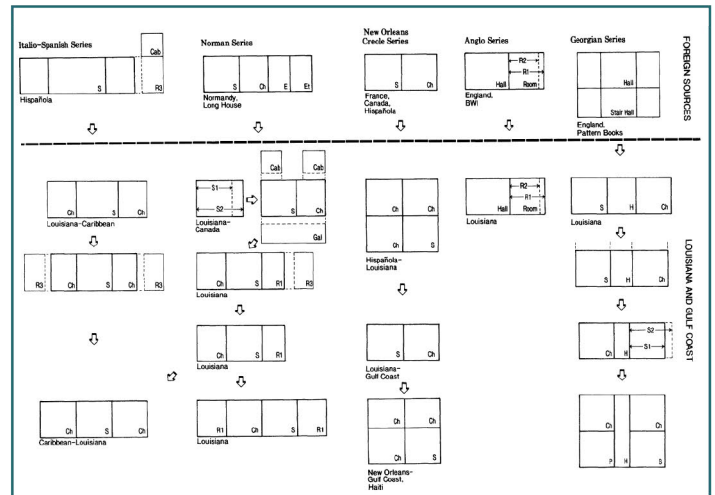 Italo-Spanish Series
Cab
S
R3
Hispañola
Norman Series
S Ch E Et
Normandy,
Long House
New Orleans
Creole Series
S Ch
France,
Canada,
Hispañola
Anglo Series
R2
R1
Hall Room
England,
BWI
Georgian Series
Hall
Stair Hall
England,
Pattern Books
FOREIGN SOURCES
Ch S Ch
Louisiana-Caribbean
S1
S2
Louisiana-
Canada
Cab Cab
S Ch
Gal
Ch S
Hispañola-
Louisiana
R2
R1
Hall Room
Louisiana
S H Ch
Louisiana
LOUISIANA AND GULF COAST
R3 Ch S Ch R3
Ch S R1 R3
Louisiana
S H Ch
Ch S R1
Louisiana
S Ch
Louisiana-
Gulf Coast
S2
S1
Ch H
Ch S Ch
Caribbean-Louisiana
R1 Ch S R1
Louisiana
Ch Ch
Ch S
New Orleans-
Gulf Coast,
Haiti
Ch Ch
P H S